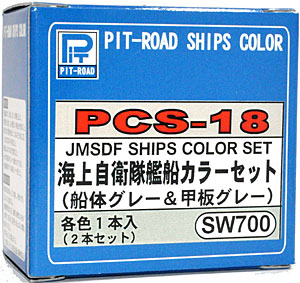 PIT-ROAD SHIPS COLOR
PIT-ROAD
PCS-18
JMSDF SHIPS COLOR SET
海上自衛隊艦船カラーセット
(船体グレー&甲板グレー)
各色1本入
(2本セット)
SW700